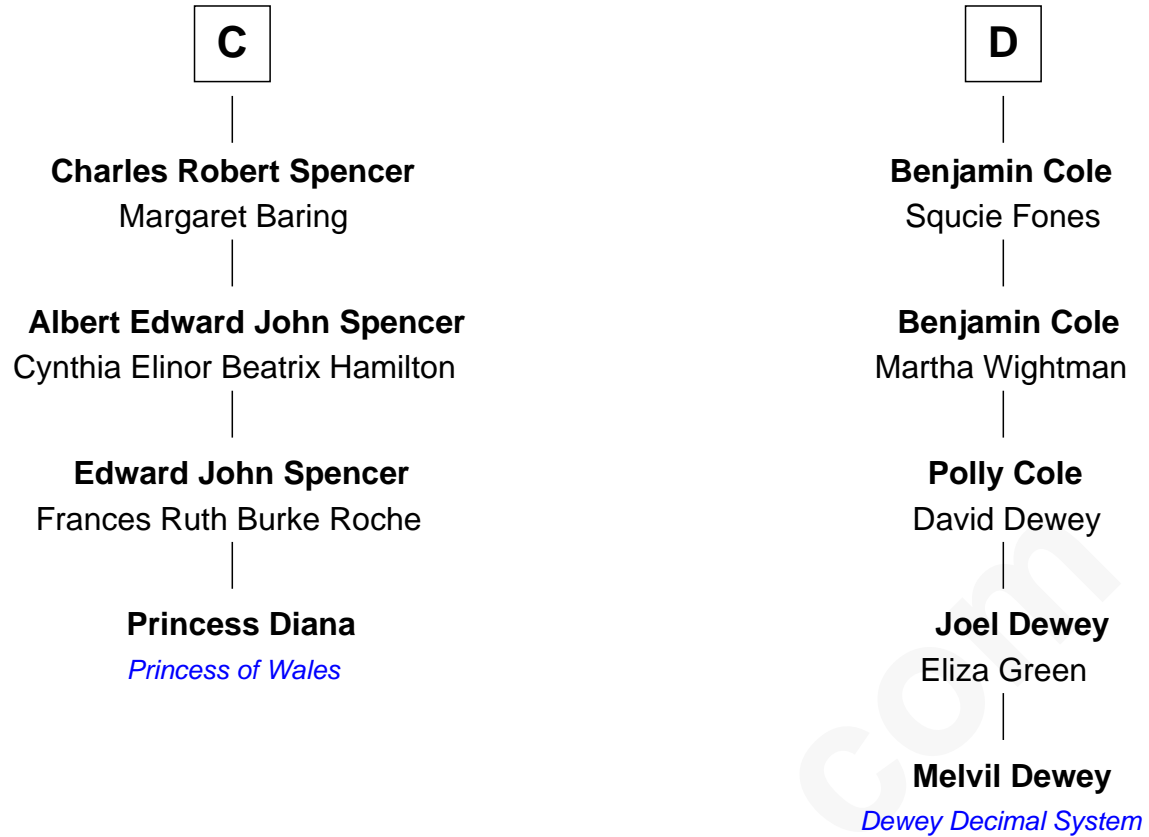 C
Charles Robert Spencer
Margaret Baring
Albert Edward John Spencer
Cynthia Elinor Beatrix Hamilton
Edward John Spencer
Frances Ruth Burke Roche
Princess Diana
Princess of Wales
D
Benjamin Cole
Squcie Fones
Benjamin Cole
Martha Wightman
Polly Cole
David Dewey
Joel Dewey
Eliza Green
Melvil Dewey
Dewey Decimal System
com